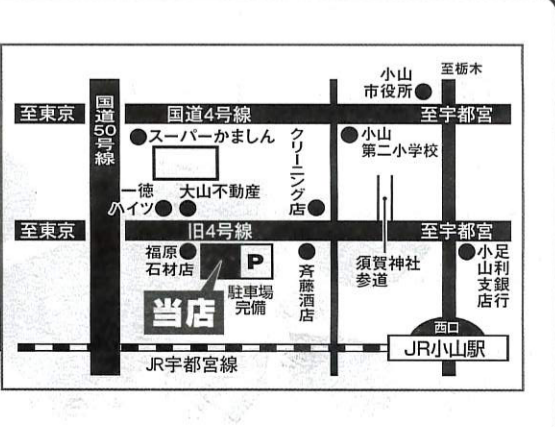 小山
市役所
至栃木
至東京
国道50号線
国道4号線
至宇都宮
スーパーかましん
クリーニング店
小山
第二小学校
一徳
ハイツ
大山不動産
至東京
旧4号線
至宇都宮
福原
石材店
P
駐車場
完備
斉藤酒店
須賀神社
参道
足利銀行
小山支店
当店
西口
JR小山駅
JR宇都宮線